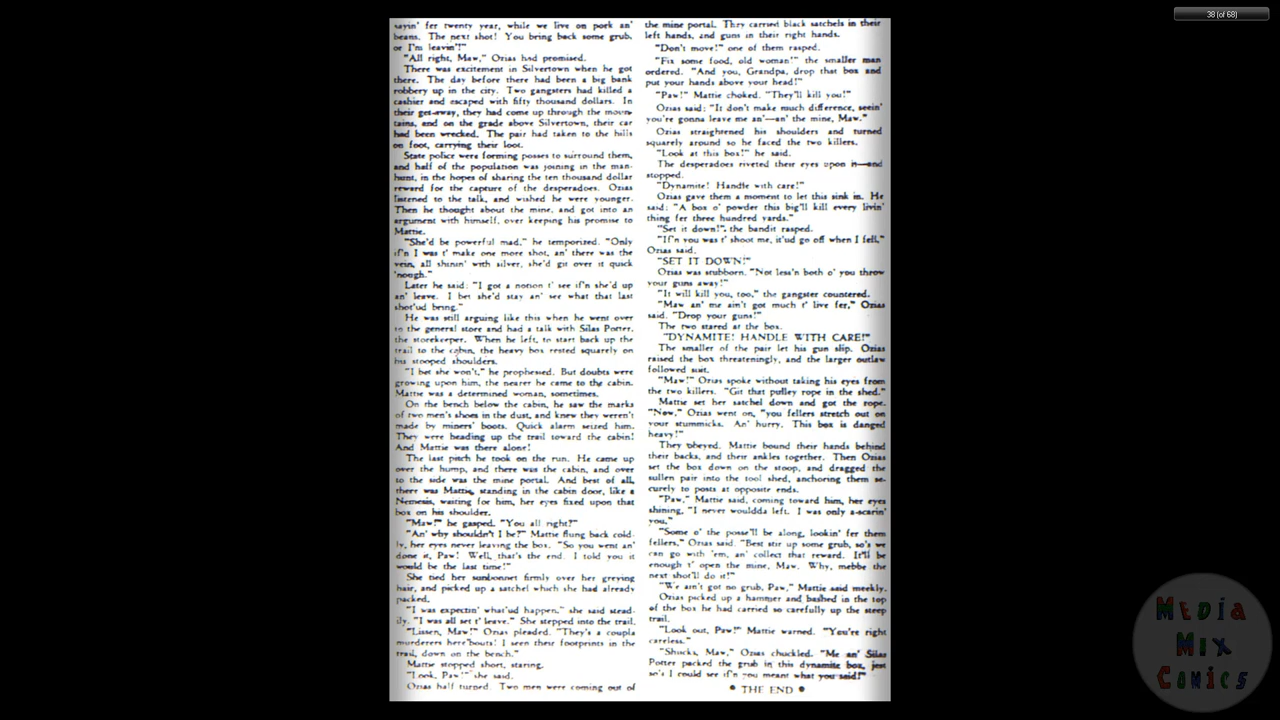 38 (of 68)
sayin' fer twenty year, while we live on pork an'
beans. The next shot! You bring back some grub,
or I'm leavin'!"
"All right, Maw," Ozias had promised.
There was excitement in Silvertown when he got
there. The day before there had been a big bank
robbery up in the city. Two gangsters had killed a
cashier and escaped with fifty thousand dollars. In
their get-away, they had come up through the moun-
tains, and on the grade above Silvertown, their car
had been wrecked. The pair had taken to the hills
on foot, carrying their loot.
State police were forming posses to surround them,
and half of the population was joining in the man-
hunt, in the hopes of sharing the ten thousand dollar
reward for the capture of the desperadoes. Ozias
listened to the talk, and wished he were younger.
Then he thought about the mine, and got into an
argument with himself, over keeping his promise to
Mattie.
"She'd be powerful mad," he temporized. "Only
if'n I was t' make one more shot, an' there was the
vein, all shinin' with silver, she'd git over it quick
'nough."
Later he said: "I got a notion t' see if'n she'd up
an' leave. I bet she'd stay an' see what that last
shot'ud bring."
He was still arguing like this when he went over
to the general store and had a talk with Silas Potter,
the storekeeper. When he left, to start back up the
trail to the cabin, the heavy box rested squarely on
his stooped shoulders.
"I bet she won't," he prophesied. But doubts were
growing upon him, the nearer he came to the cabin.
Mattie was a determined woman, sometimes.
On the bench below the cabin, he saw the marks
of two men's shoes in the dust, and knew they weren't
made by miners' boots. Quick alarm seized him.
They were heading up the trail toward the cabin!
And Mattie was there alone!
The last pitch he took on the run. He came up
over the hump, and there was the cabin, and over
to the side was the mine portal. And best of all,
there was Mattie, standing in the cabin door, like a
Nemesis, waiting for him, her eyes fixed upon that
box on his shoulder.
"Maw!" he gasped. "You all right?"
"An' why shouldn't I be?" Mattie flung back cold-
ly, her eyes never leaving the box. "So you went an'
done it, Paw! Well, that's the end. I told you it
would be the last time!"
She tied her sunbonnet firmly over her greying
hair, and picked up a satchel which she had already
packed.
"I was expectin' what'ud happen," she said stead-
ily. "I was all set t' leave." She stepped into the trail.
"Lissen, Maw!" Ozias pleaded. "They's a coupla
murderers here'bouts! I seen their footprints in the
trail, down on the bench."
Mattie stopped short, staring.
"Look, Paw!" she said.
Ozias half turned. Two men were coming out of
the mine portal. They carried black satchels in their
left hands, and guns in their right hands.
"Don't move!" one of them rasped.
"Fix some food, old woman!" the smaller man
ordered. "And you, Grandpa, drop that box and
put your hands above your head!"
"Paw!" Mattie choked. "They'll kill you!"
Ozias said: "It don't make much difference, seein'
you're gonna leave me an'—an' the mine, Maw."
Ozias straightened his shoulders and turned
squarely around so he faced the two killers.
"Look at this box!" he said.
The desperadoes riveted their eyes upon it—and
stopped.
"Dynamite! Handle with care!"
Ozias gave them a moment to let this sink in. He
said: "A box o' powder this big'll kill every livin'
thing fer three hundred yards."
"Set it down!" the bandit rasped.
"If'n you was t' shoot me, it'ud go off when I fell,"
Ozias said.
"SET IT DOWN!"
Ozias was stubborn. "Not less'n both o' you throw
your guns away!"
"It will kill you, too," the gangster countered.
"Maw an' me ain't got much t' live fer," Ozias
said. "Drop your guns!"
The two stared at the box.
"DYNAMITE! HANDLE WITH CARE!"
The smaller of the pair let his gun slip. Ozias
raised the box threateningly, and the larger outlaw
followed suit.
"Maw!" Ozias spoke without taking his eyes from
the two killers. "Git that pulley rope in the shed."
Mattie set her satchel down and got the rope.
"Now," Ozias went on, "you fellers stretch out on
your stummicks. An' hurry. This box is danged
heavy!"
They obeyed. Mattie bound their hands behind
their backs, and their ankles together. Then Ozias
set the box down on the stoop, and dragged the
sullen pair into the tool shed, anchoring them se-
curely to posts at opposite ends.
"Paw," Mattie said, coming toward him, her eyes
shining, "I never wouldda left. I was only a-scarin'
you,"
"Some o' the posse'll be along, lookin' fer them
fellers," Ozias said. "Best stir up some grub, so's we
can go with 'em, an' collect that reward. It'll be
enough t' open the mine, Maw. Why, mebbe the
next shot'll do it!"
"We ain't got no grub, Paw," Mattie said meekly.
Ozias picked up a hammer and bashed in the top
of the box he had carried so carefully up the steep
trail.
"Look out, Paw!" Mattie warned. "You're right
careless."
"Shucks, Maw," Ozias chuckled. "Me an' Silas
Potter packed the grub in this dynamite box, jest
so's I could see if'n you meant what you said!"
• THE END •
MEDIA
MIX
COMICS